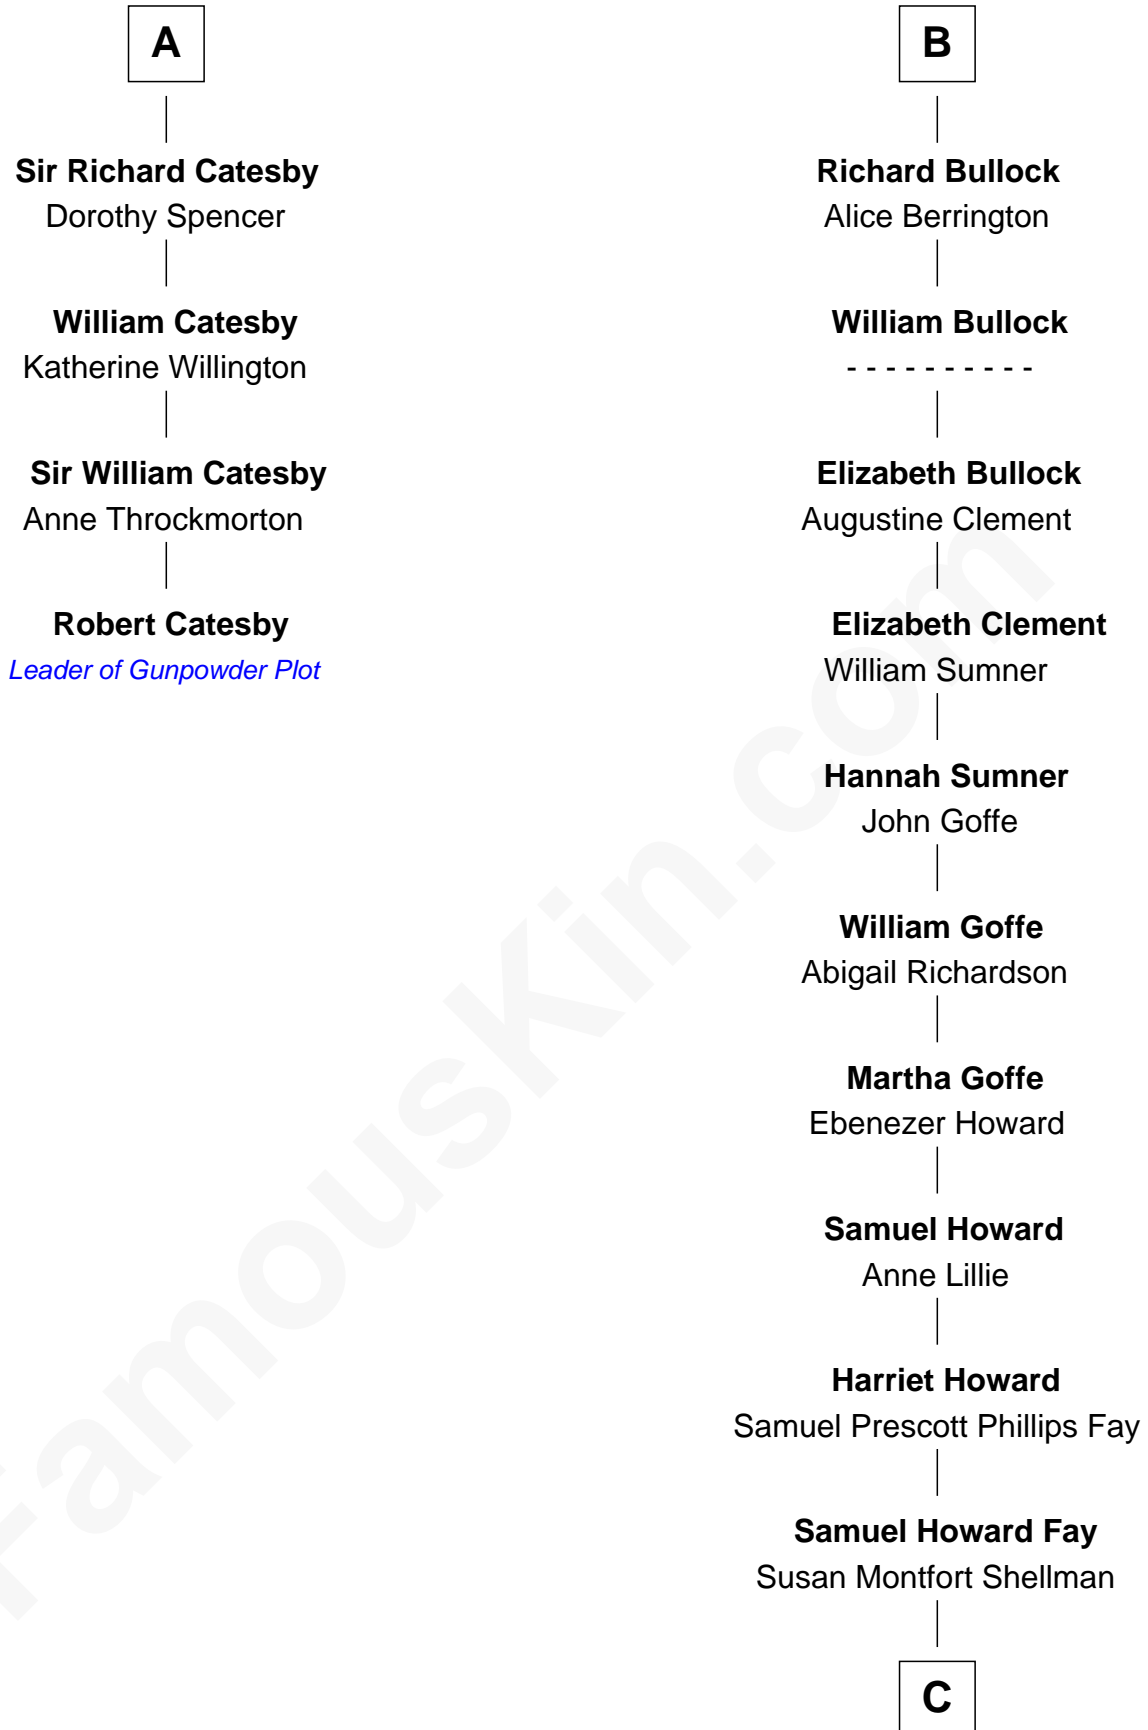 A
Sir Richard Catesby
Dorothy Spencer
William Catesby
Katherine Willington
Sir William Catesby
Anne Throckmorton
Robert Catesby
Leader of Gunpowder Plot
B
Richard Bullock
Alice Berrington
William Bullock
- - - - - - - - - -
Elizabeth Bullock
Augustine Clement
Elizabeth Clement
William Sumner
Hannah Sumner
John Goffe
William Goffe
Abigail Richardson
Martha Goffe
Ebenezer Howard
Samuel Howard
Anne Lillie
Harriet Howard
Samuel Prescott Phillips Fay
Samuel Howard Fay
Susan Montfort Shellman
C
FamousKin.com